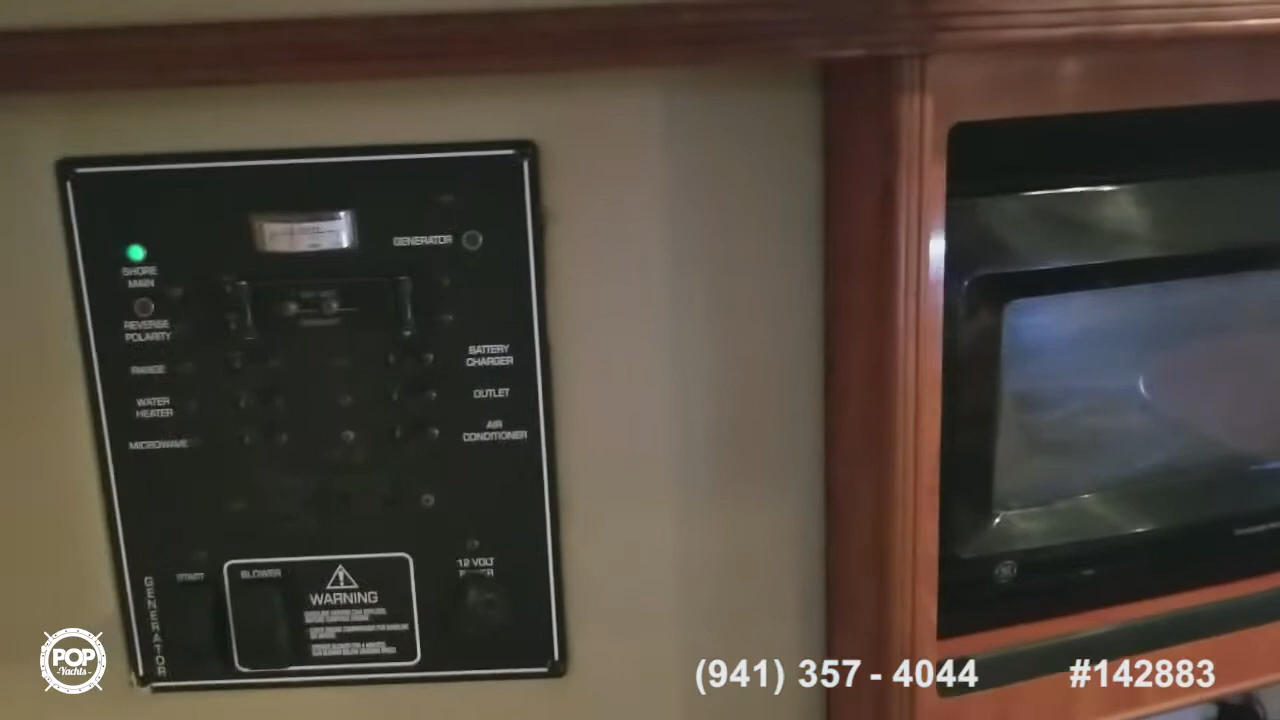 GENERATOR
SHORE
MAIN
REVERSE
POLARITY
BATTERY
CHARGER
RANGE
OUTLET
WATER
HEATER
AIR
CONDITIONER
MICROWAVE
12 VOLT
START
BLOWER
WARNING
GENERATOR
POP
Yachts
(941) 357 - 4044
#142883